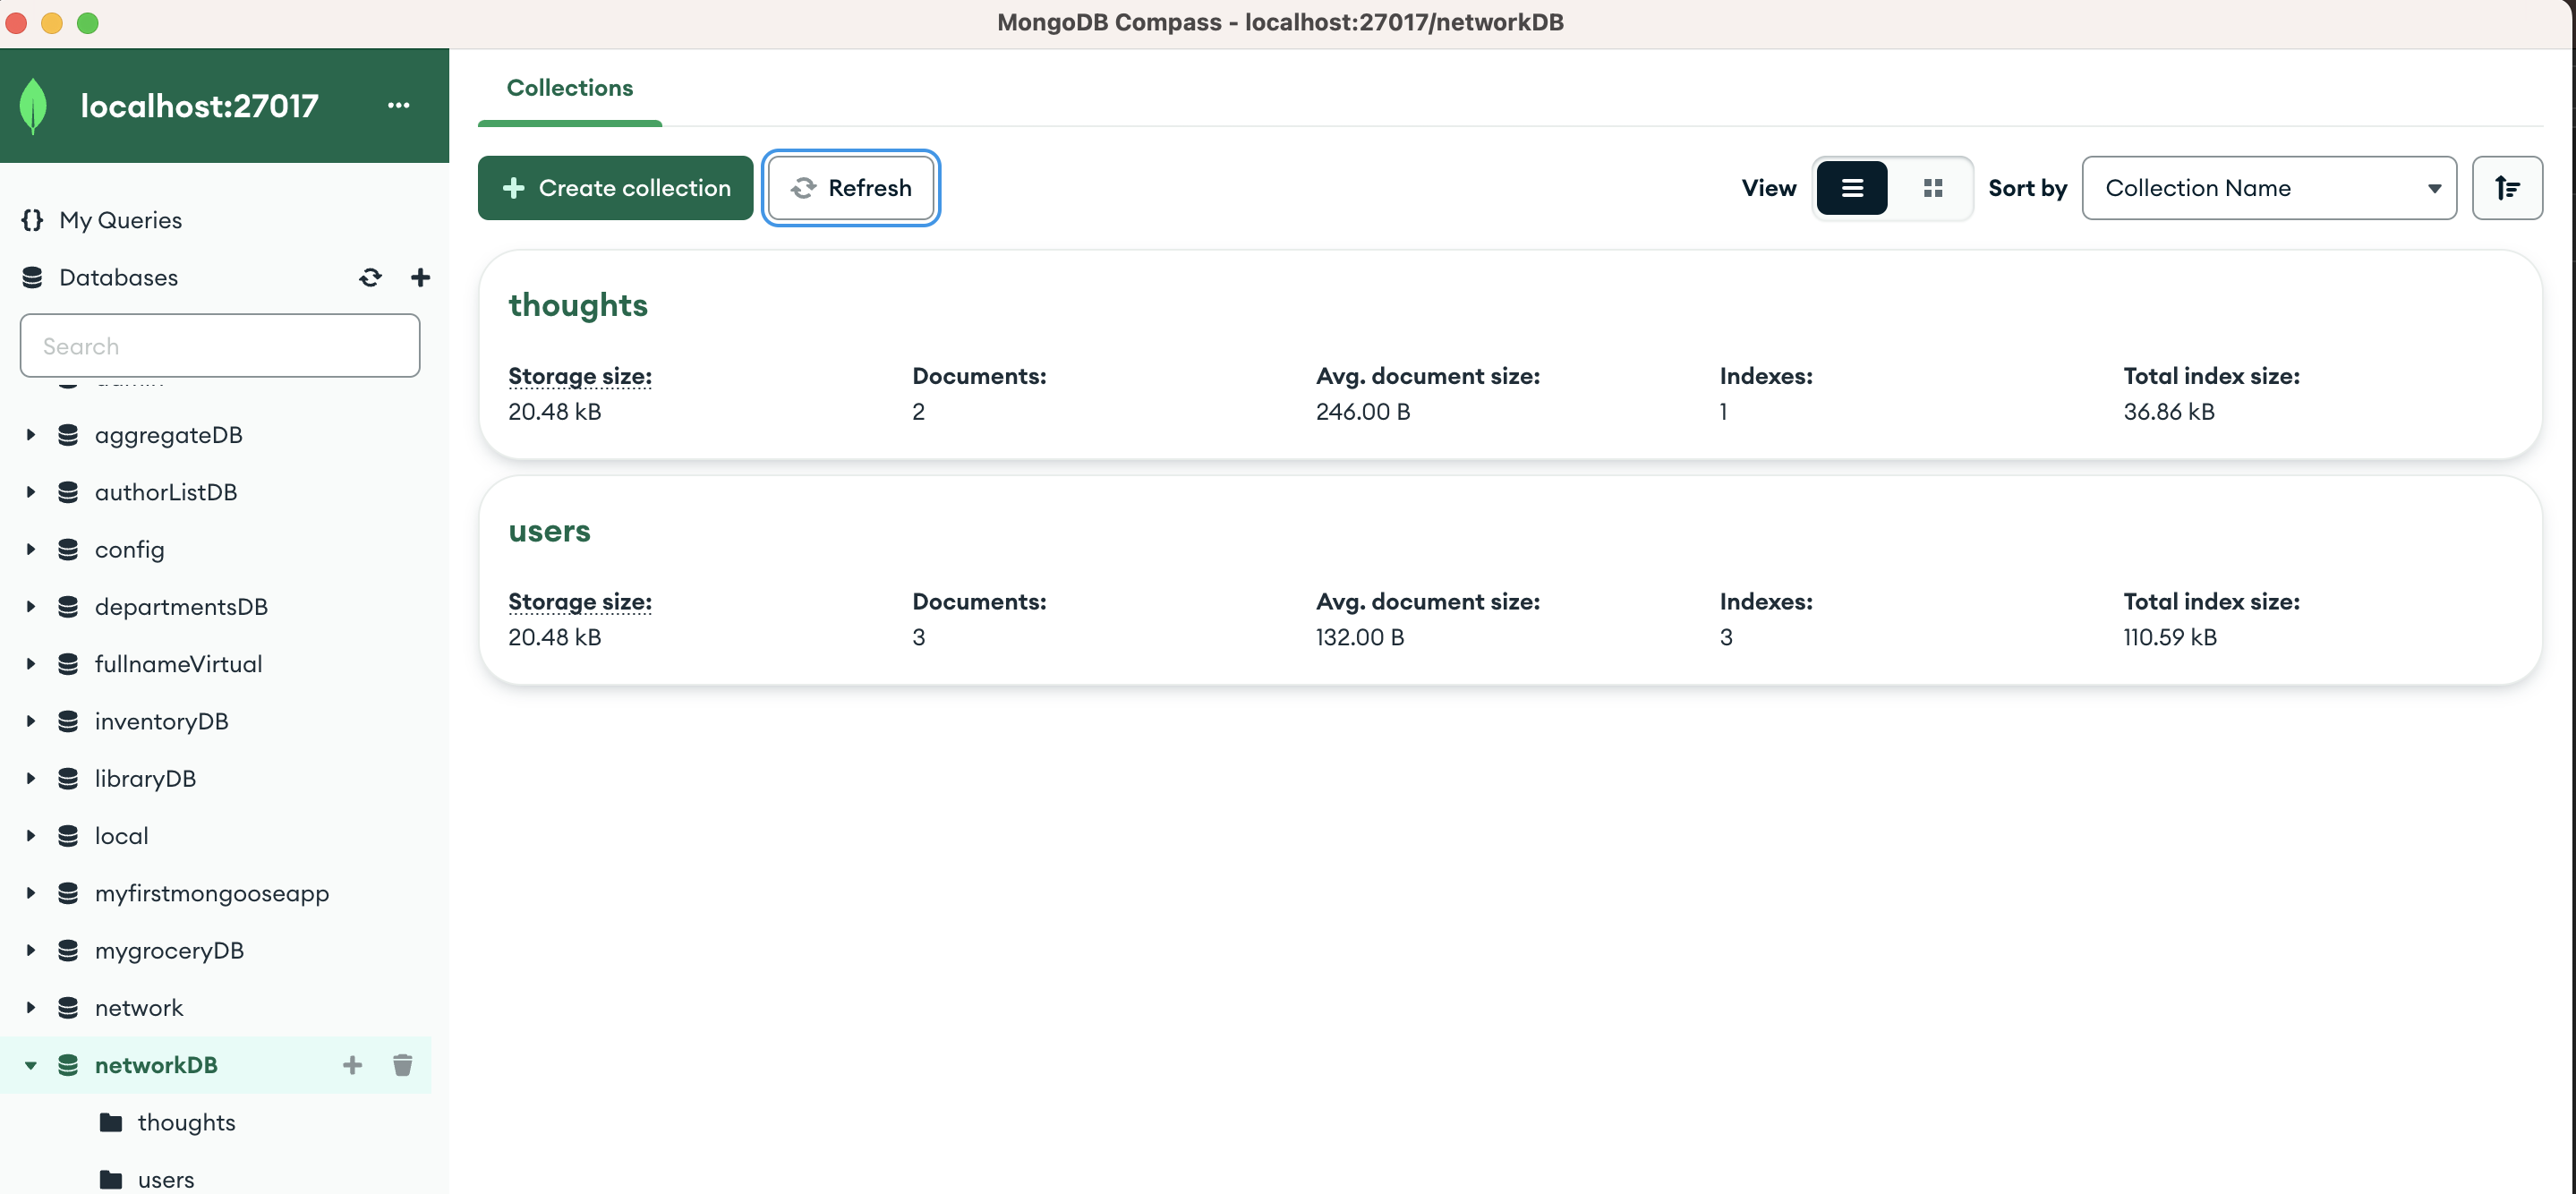 MongoDB Compass - localhost:27017/networkDB
localhost:27017
My Queries
Databases
Search
aggregateDB
authorListDB
config
departmentsDB
fullnameVirtual
inventoryDB
libraryDB
local
myfirstmongooseapp
mygroceryDB
network
networkDB
thoughts
users
Collections
Create collection
Refresh
View
Sort by
Collection Name
thoughts
Storage size: Documents: Avg. document size: Indexes: Total index size:
20.48 kB 2 246.00 B 1 36.86 kB
users
Storage size: Documents: Avg. document size: Indexes: Total index size:
20.48 kB 3 132.00 B 3 110.59 kB